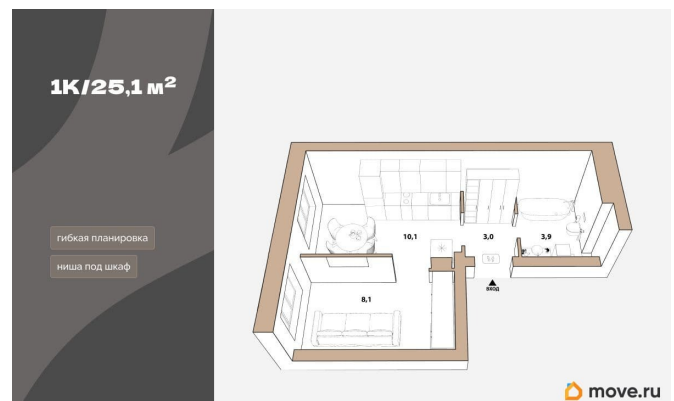 1К/25,1 м²
гибкая планировка
ниша под шкаф
10,1
3,0
3,9
8,1
вход
move.ru